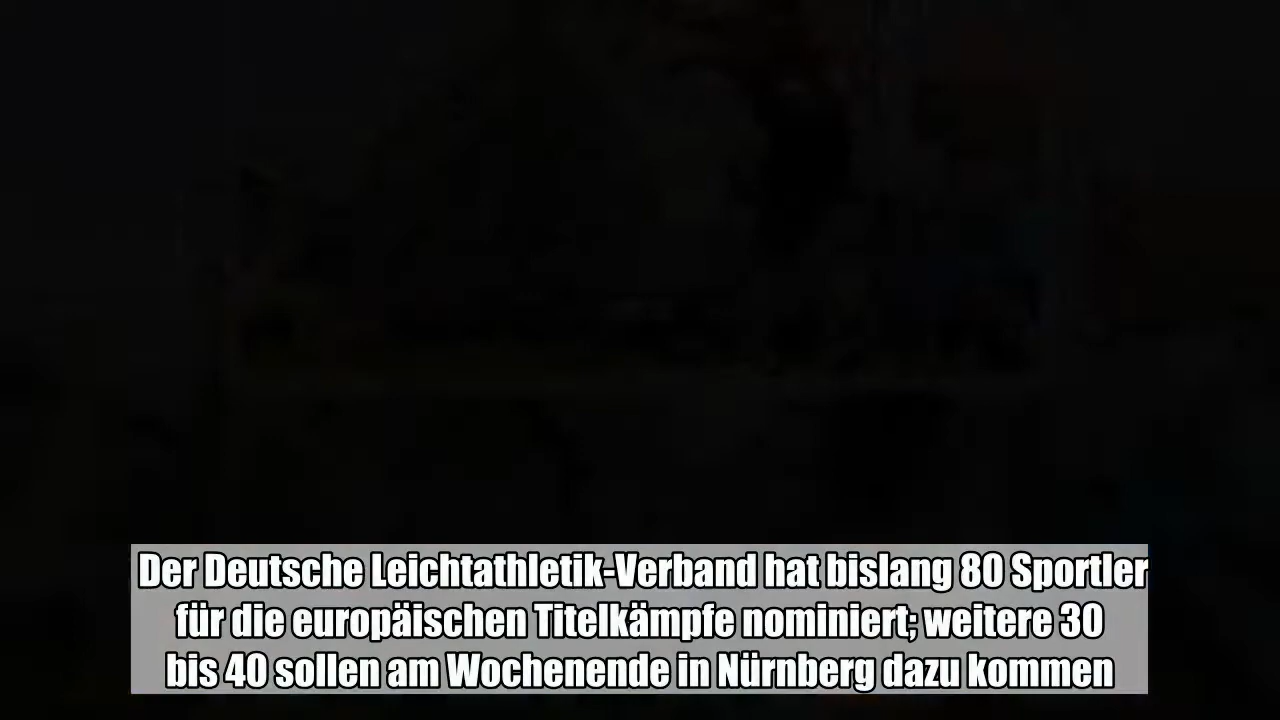 Der Deutsche Leichtathletik-Verband hat bislang 80 Sportler
für die europäischen Titelkämpfe nominiert; weitere 30
bis 40 sollen am Wochenende in Nürnberg dazu kommen